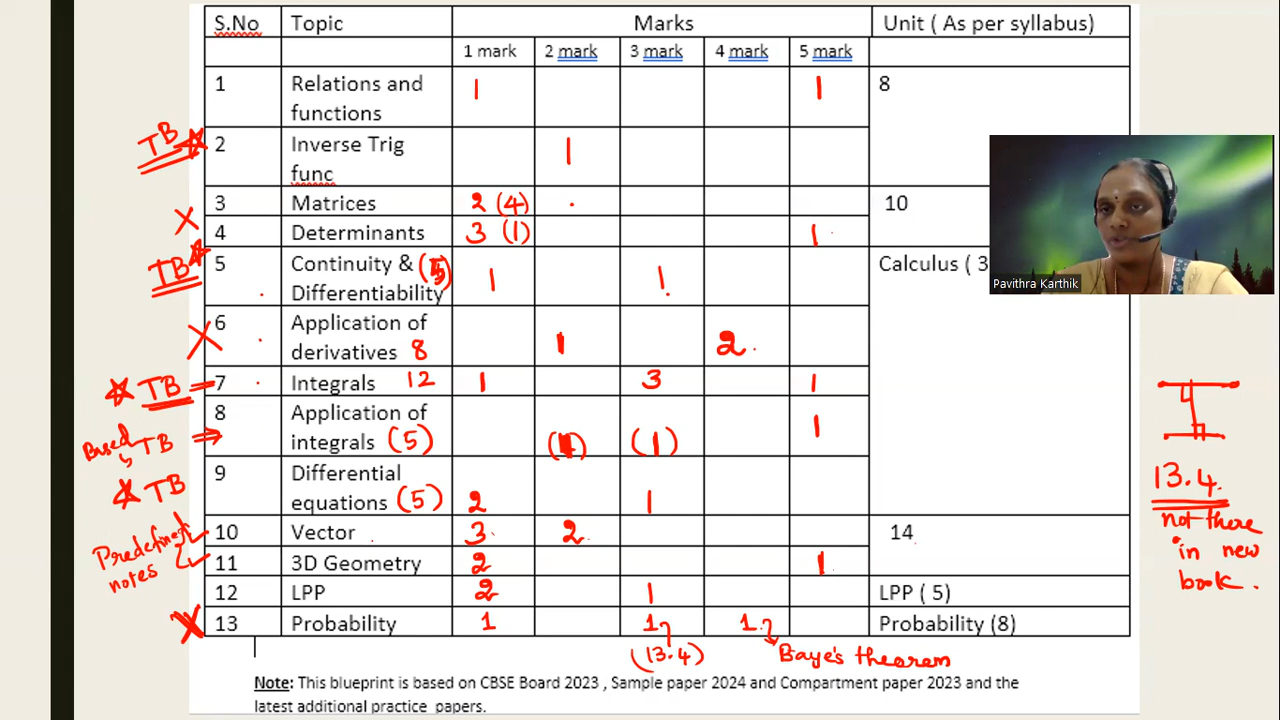 S.No Topic Marks Unit ( As per syllabus)
1 mark 2 mark 3 mark 4 mark 5 mark
1 Relations and functions 1 1 8
TB 2 Inverse Trig func 1
3 Matrices 2 (4) 10
X 4 Determinants 3 (1) 1
TB 5 Continuity & Differentiability (5) 1 1 Calculus ( 3
X 6 Application of derivatives 8 1 2
TB 7 Integrals 12 1 3 1
Based TB 8 Application of integrals (5) (1) 1
TB 9 Differential equations (5) 2 1
Predefined notes
10 Vector 3 2 14
11 3D Geometry 2 1
12 LPP 2 1 LPP ( 5)
X 13 Probability 1 1 1 Probability (8)
(13.4) Baye's theorem
Note: This blueprint is based on CBSE Board 2023 , Sample paper 2024 and Compartment paper 2023 and the
latest additional practice papers.
Pavithra Karthik
13.4
not there
in new
book.